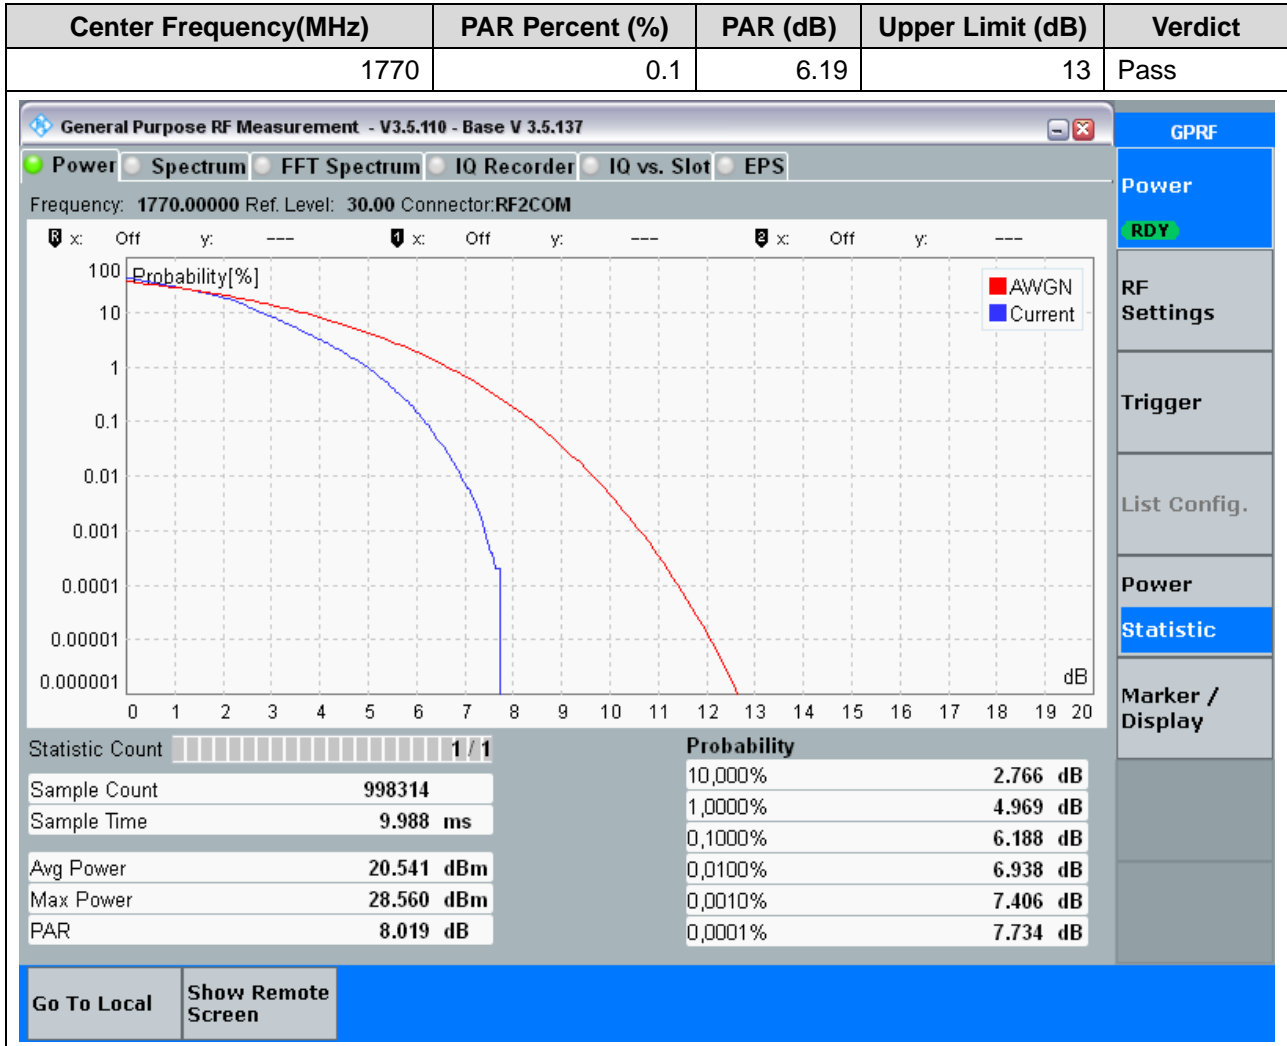 Center Frequency(MHz) PAR Percent (%) PAR (dB) Upper Limit (dB) Verdict
1770 0.1 6.19 13 Pass
General Purpose RF Measurement - V3.5.110 - Base V 3.5.137
GPRF
Power Spectrum FFT Spectrum IQ Recorder IQ vs. Slot EPS
Frequency: 1770.00000 Ref. Level: 30.00 Connector:RF2COM
R x: Off y: --- 1 x: Off y: --- 2 x: Off y: ---
Probability[%]
AWGN
Current
100
10
1
0.1
0.01
0.001
0.0001
0.00001
0.000001
dB
0 1 2 3 4 5 6 7 8 9 10 11 12 13 14 15 16 17 18 19 20
Statistic Count 1 / 1
Sample Count 998314
Sample Time 9.988 ms
Avg Power 20.541 dBm
Max Power 28.560 dBm
PAR 8.019 dB
Probability
10,000% 2.766 dB
1,0000% 4.969 dB
0,1000% 6.188 dB
0,0100% 6.938 dB
0,0010% 7.406 dB
0,0001% 7.734 dB
Power
RDY
RF
Settings
Trigger
List Config.
Power
Statistic
Marker /
Display
Go To Local
Show Remote
Screen